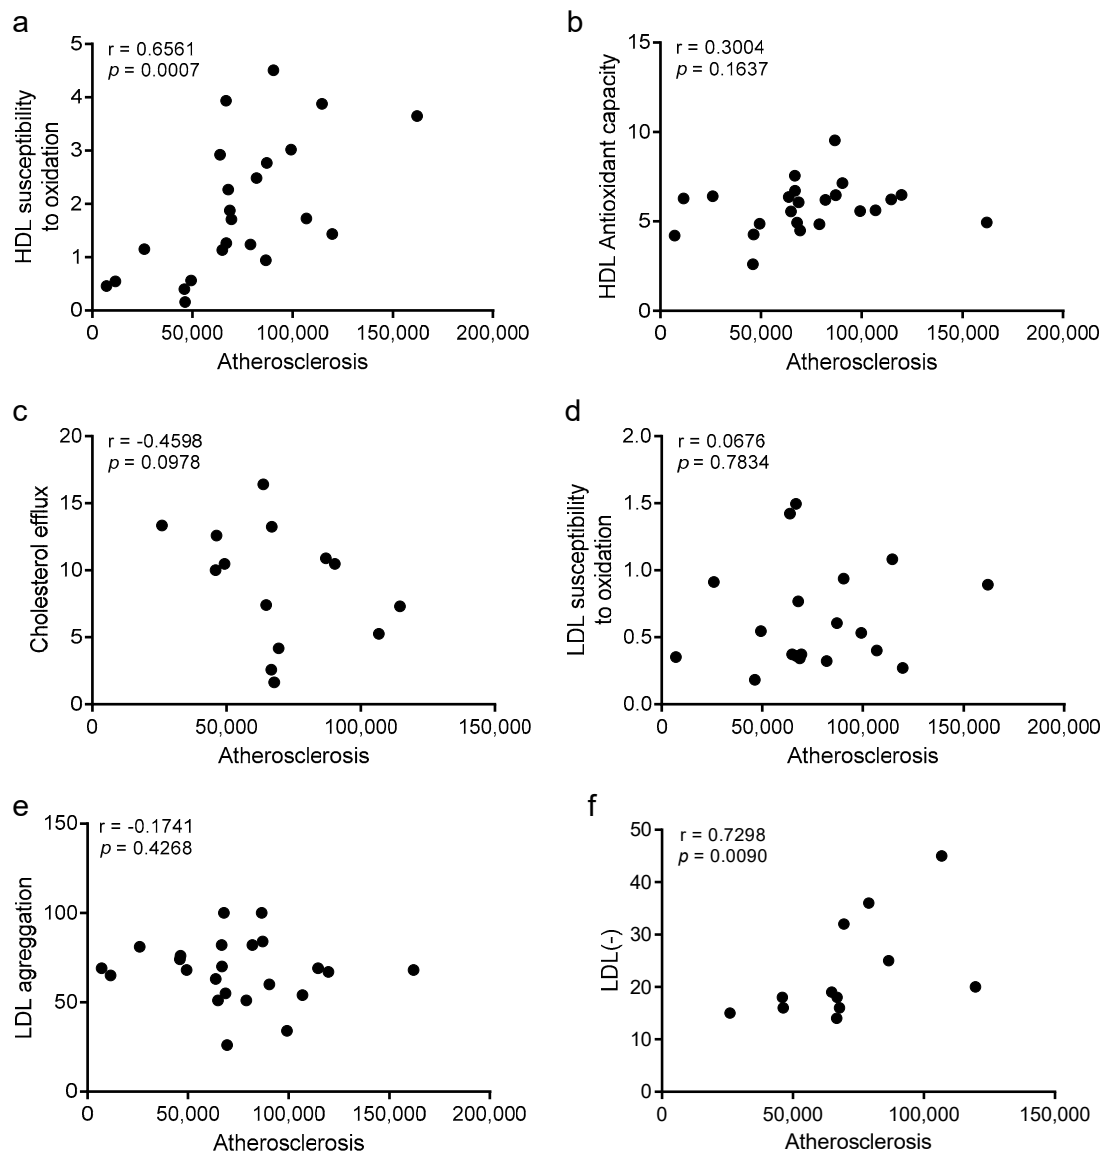 a
r = 0.6561
p = 0.0007
5
4
3
2
1
0
HDL susceptibility
to oxidation
0
50,000
100,000
150,000
200,000
Atherosclerosis
b
r = 0.3004
p = 0.1637
15
10
5
0
HDL Antioxidant capacity
0
50,000
100,000
150,000
200,000
Atherosclerosis
c
r = -0.4598
p = 0.0978
20
15
10
5
0
Cholesterol efflux
0
50,000
100,000
150,000
Atherosclerosis
d
r = 0.0676
p = 0.7834
2.0
1.5
1.0
0.5
0.0
LDL susceptibility
to oxidation
0
50,000
100,000
150,000
200,000
Atherosclerosis
e
r = -0.1741
p = 0.4268
150
100
50
0
LDL agreggation
0
50,000
100,000
150,000
200,000
Atherosclerosis
f
r = 0.7298
p = 0.0090
50
40
30
20
10
0
LDL(-)
0
50,000
100,000
150,000
Atherosclerosis